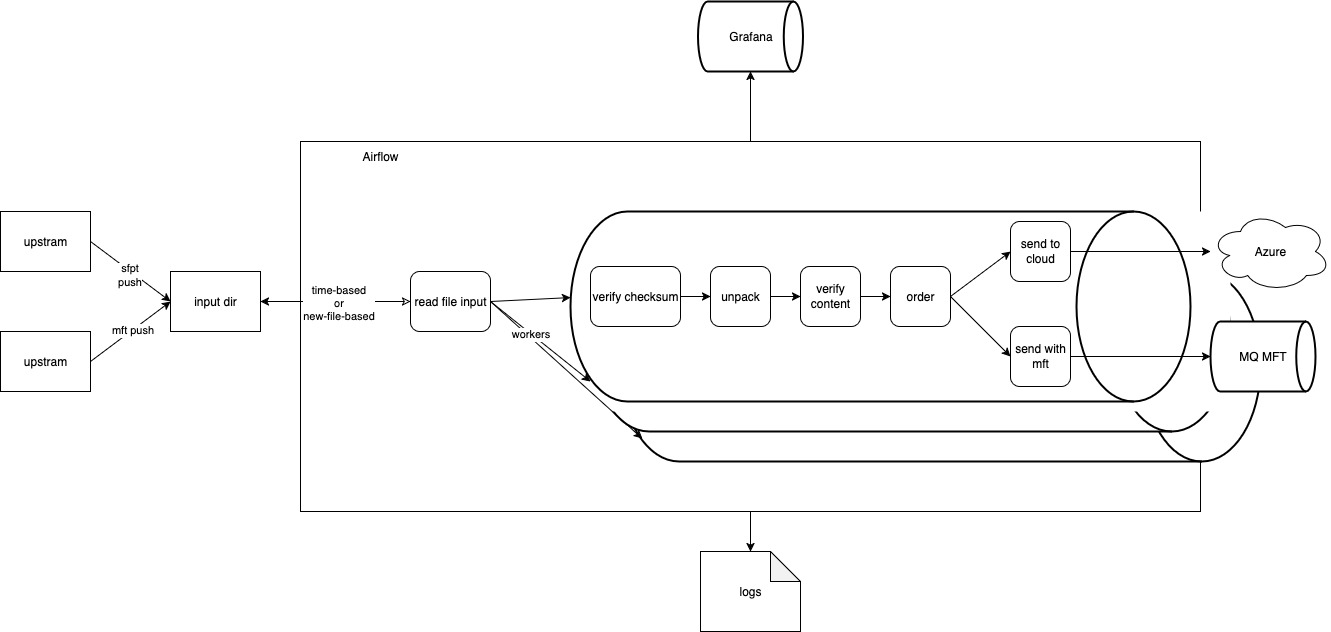 Grafana
Airflow
upstram
sfpt
push
upstram
mft push
input dir
time-based
or
new-file-based
read file input
workers
verify checksum
unpack
verify
content
order
send to
cloud
send with
mft
Azure
MQ MFT
logs